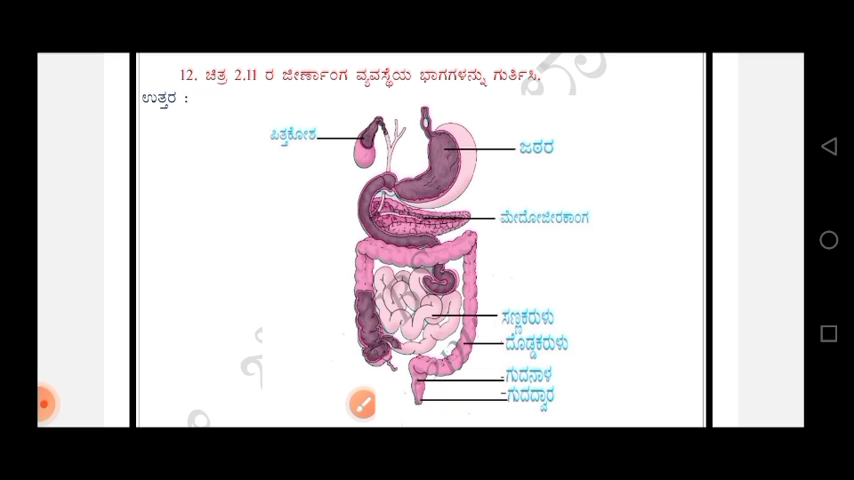 12. ಚಿತ್ರ 2.11 ರ ಜೀರ್ಣಾಂಗ ವ್ಯವಸ್ಥೆಯ ಭಾಗಗಳನ್ನು ಗುರ್ತಿಸಿ.
ಉತ್ತರ :
ಪಿತ್ತಕೋಶ
ಜಠರ
ಮೇದೋಜೀರಕಾಂಗ
ಸಣ್ಣಕರುಳು
ದೊಡ್ಡಕರುಳು
ಗುದನಾಳ
ಗುದದ್ವಾರ